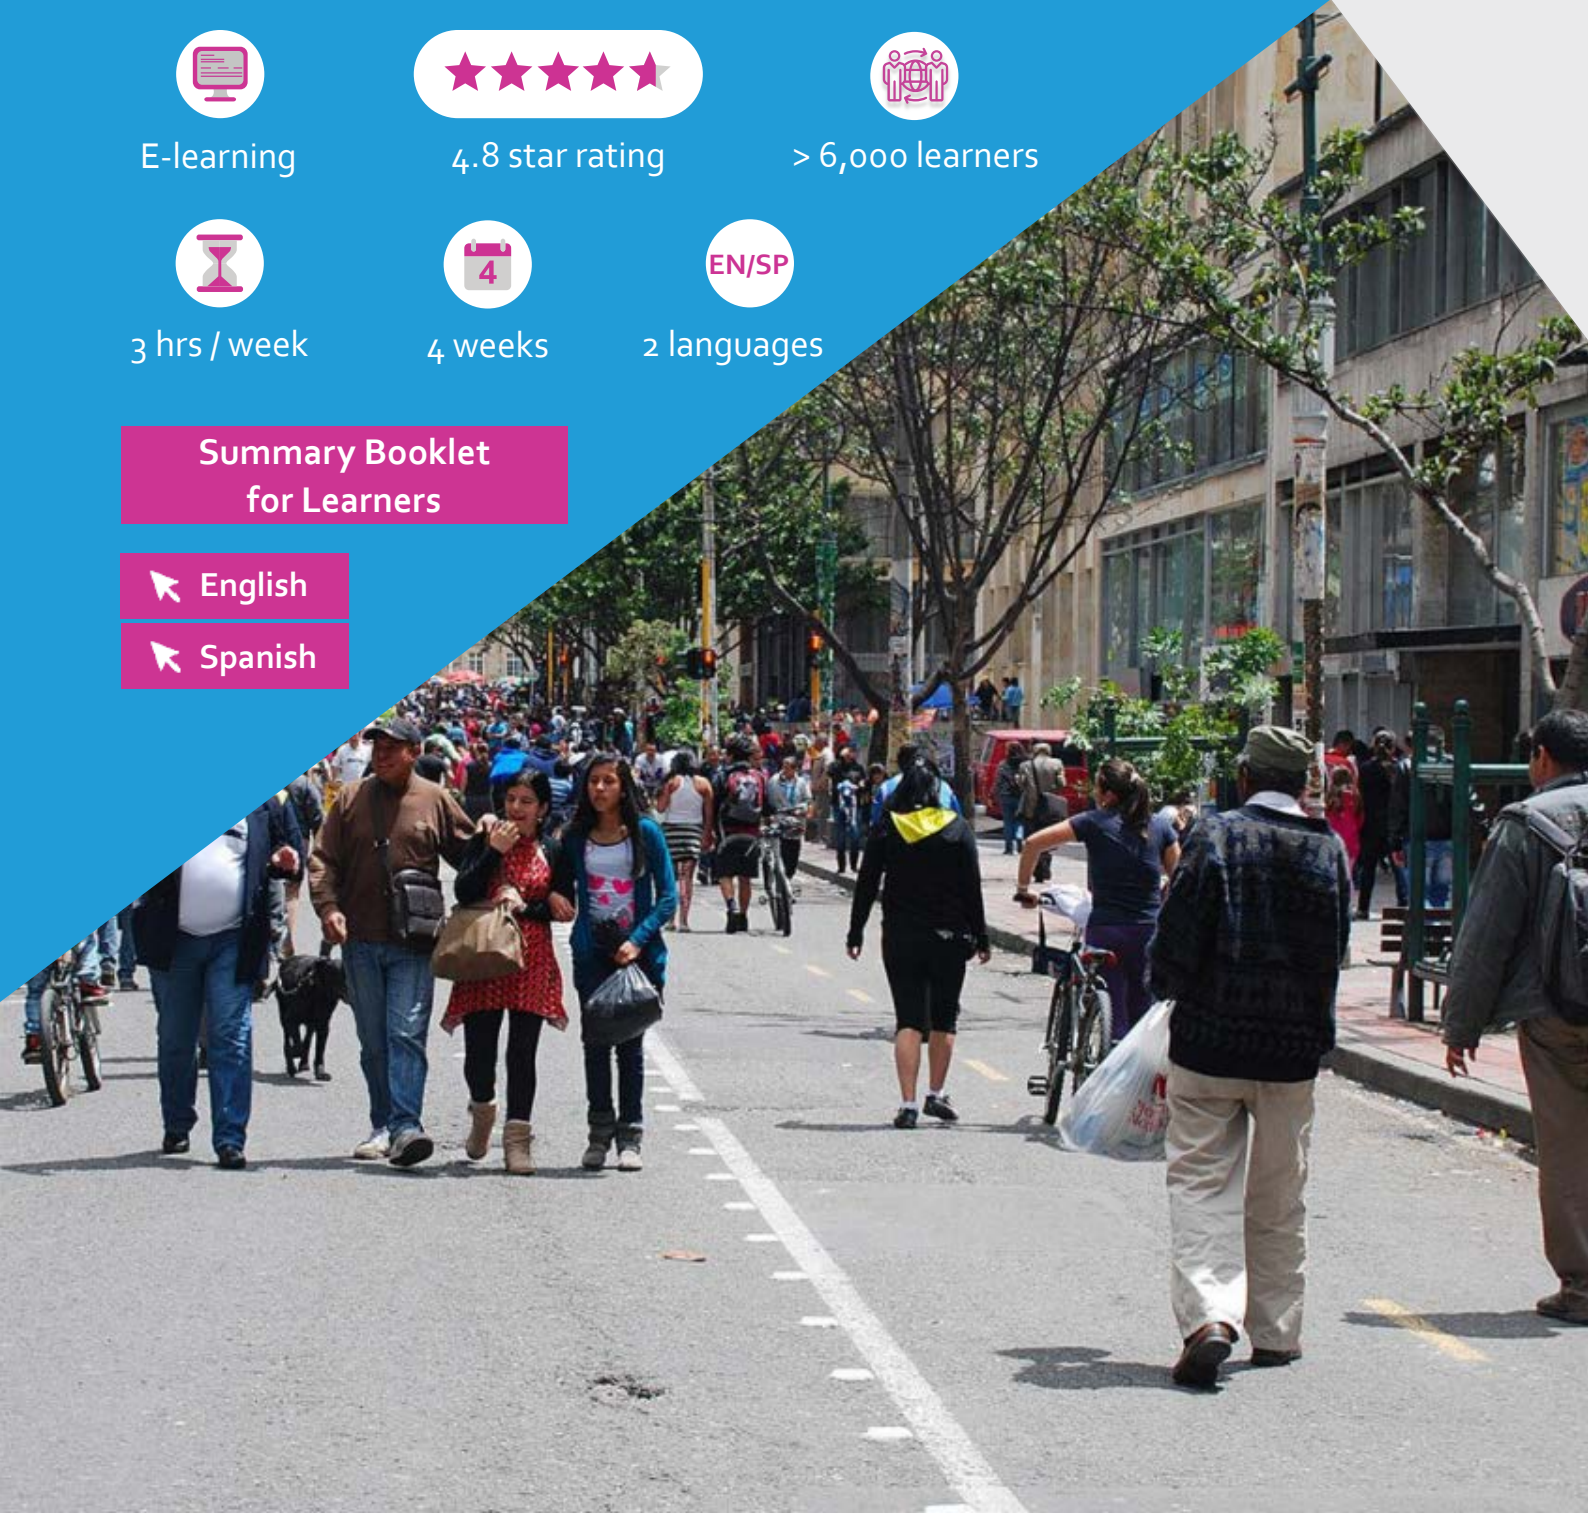 E-learning
4.8 star rating
> 6,000 learners
3 hrs / week
4
4 weeks
EN/SP
2 languages
Summary Booklet
for Learners
English
Spanish